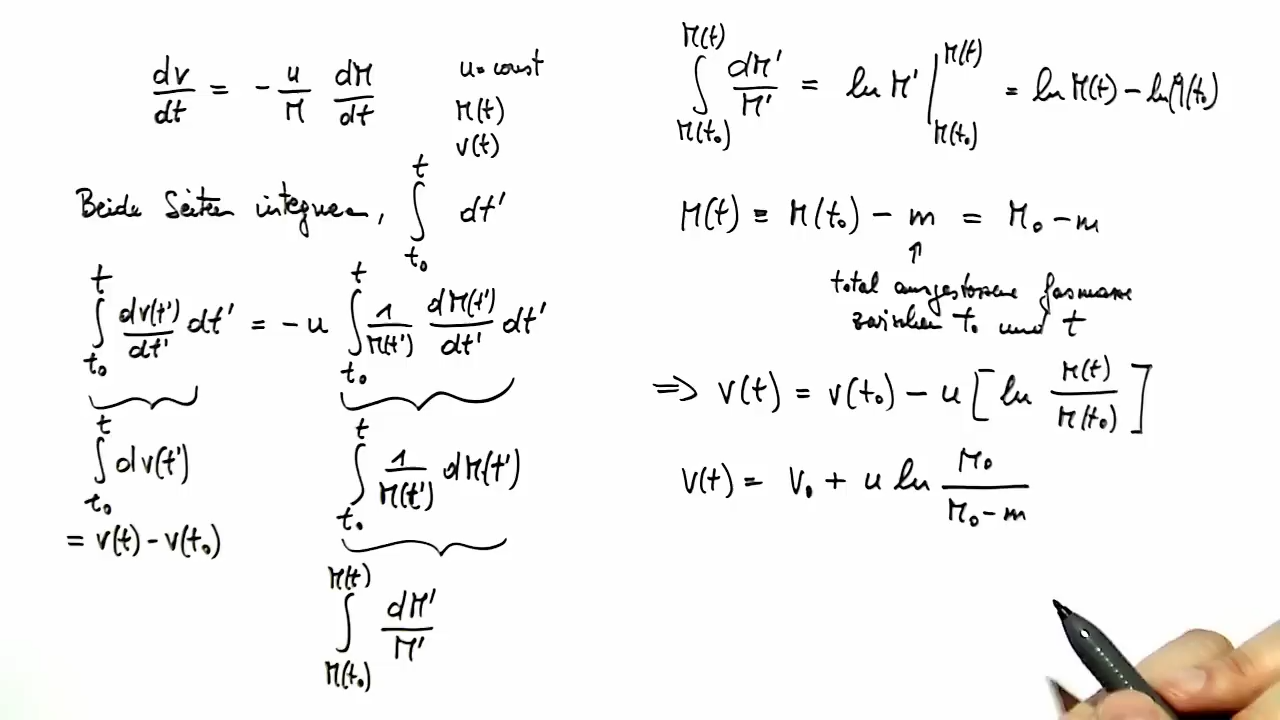 dv/dt = - u/M dM/dt
u = const
M(t)
v(t)
Beide Seiten integrieren, ∫_{t₀}^{t} dt'
∫_{t₀}^{t} dv(t')/dt' dt' = - u ∫_{t₀}^{t} 1/M(t') dM(t')/dt' dt'
∫_{t₀}^{t} dv(t')
= v(t) - v(t₀)
∫_{t₀}^{t} 1/M(t') dM(t')
∫_{M(t₀)}^{M(t)} dM'/M'
∫_{M(t₀)}^{M(t)} dM'/M' = ln M' |_{M(t₀)}^{M(t)} = ln M(t) - ln M(t₀)
M(t) = M(t₀) - m = M₀ - m
↑
total ausgestossene Gasmasse
zwischen t₀ und t
⇒ v(t) = v(t₀) - u [ ln M(t)/M(t₀) ]
v(t) = v₀ + u ln M₀/(M₀ - m)